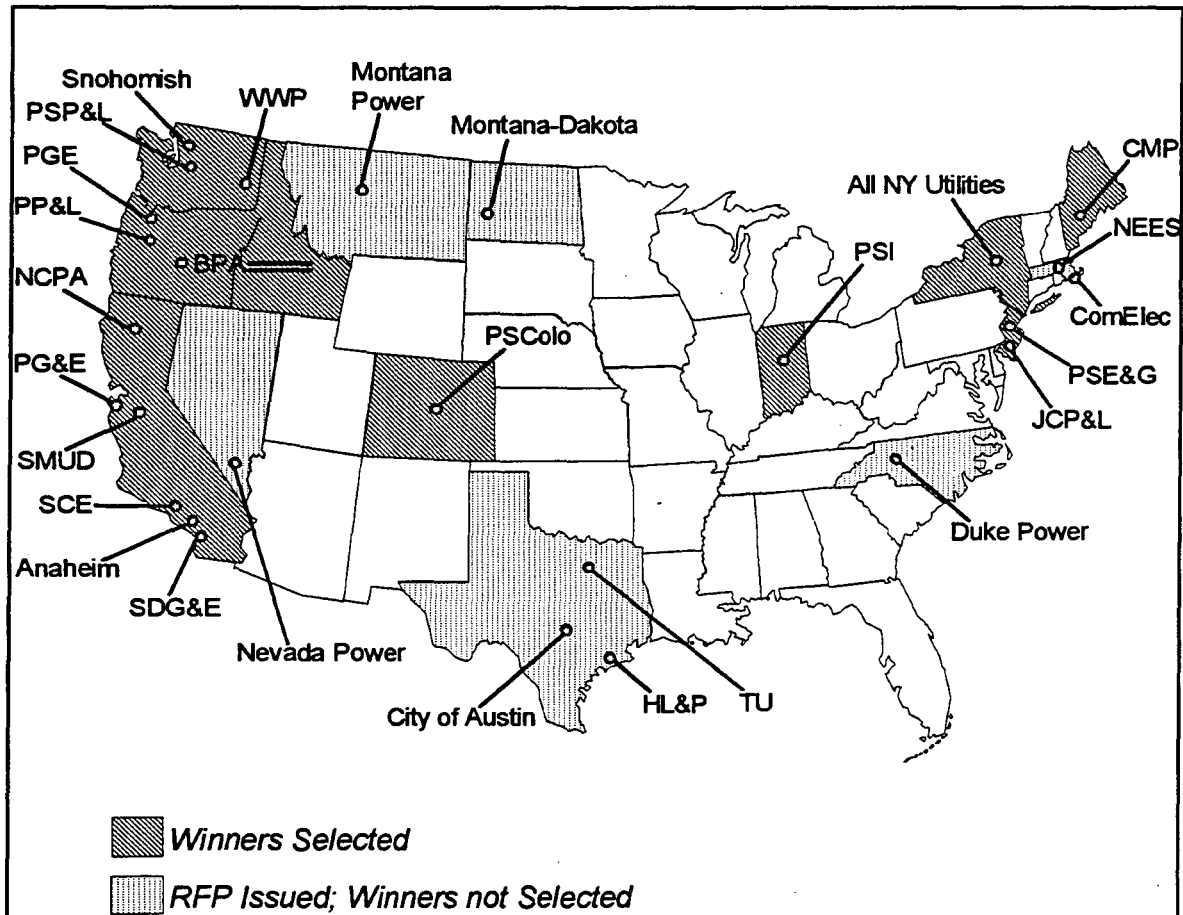 Snohomish
PSP&L
WWP
Montana
Power
Montana-Dakota
PGE
PP&L
BPA
NCPA
PG&E
SMUD
SCE
Anaheim
SDG&E
Nevada Power
PSColo
City of Austin
HL&P
TU
PSI
All NY Utilities
CMP
NEES
ComElec
PSE&G
JCP&L
Duke Power
Winners Selected
RFP Issued; Winners not Selected